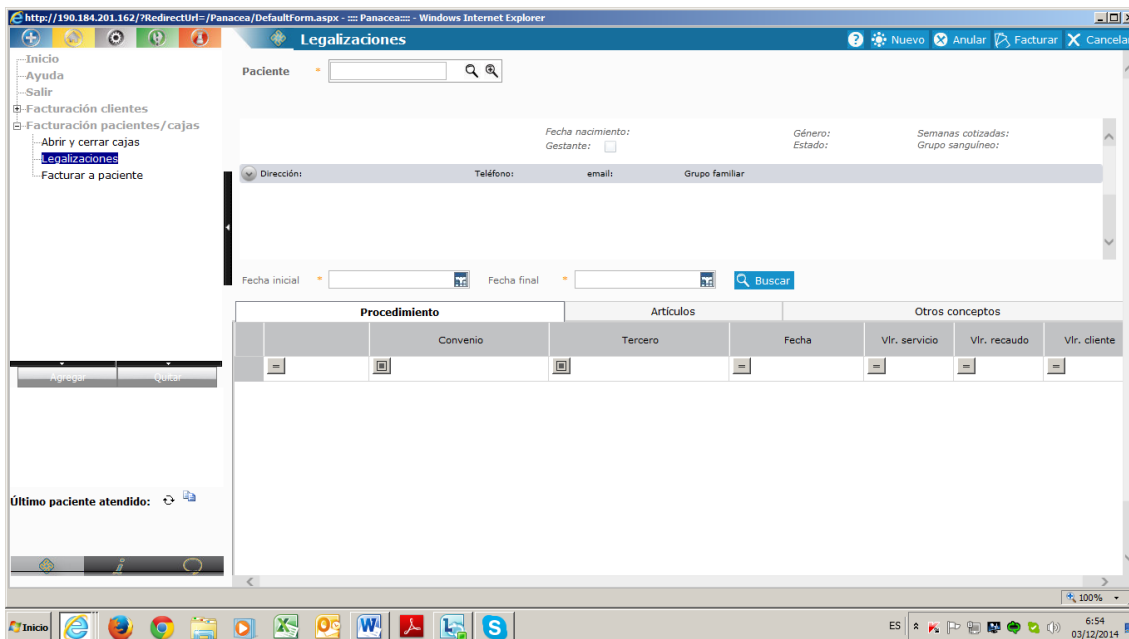 http://190.184.201.162/?RedirectUrl=/Panacea/DefaultForm.aspx - :::: Panacea:::: - Windows Internet Explorer
Legalizaciones
? Nuevo Anular Facturar Cancelar
Inicio
Ayuda
Salir
Facturación clientes
Facturación pacientes/cajas
Abrir y cerrar cajas
Legalizaciones
Facturar a paciente
Agregar Quitar
Último paciente atendido:
Paciente *
Fecha nacimiento: Género: Semanas cotizadas:
Gestante: Estado: Grupo sanguíneo:
Dirección: Teléfono: email: Grupo familiar
Fecha inicial * Fecha final * Buscar
Procedimiento Artículos Otros conceptos
Convenio Tercero Fecha Vlr. servicio Vlr. recaudo Vlr. cliente
100%
Inicio
ES 6:54
03/12/2014